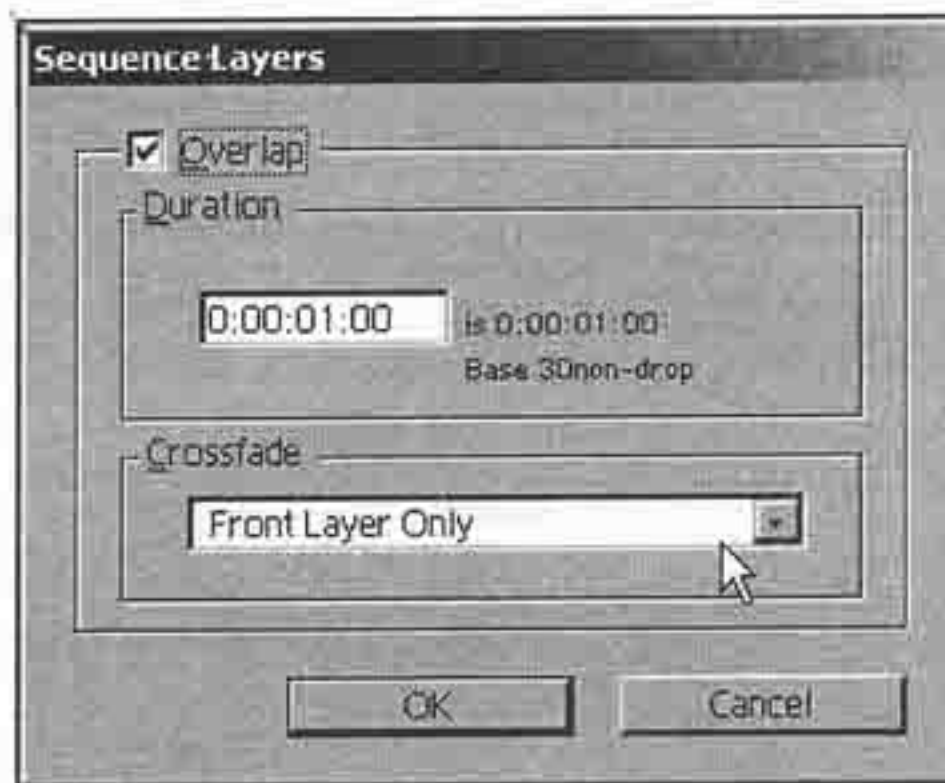 Sequence Layers
Overlap
Duration
0:00:01:00 is 0:00:01:00
Base 30non-drop
Crossfade
Front Layer Only
OK Cancel